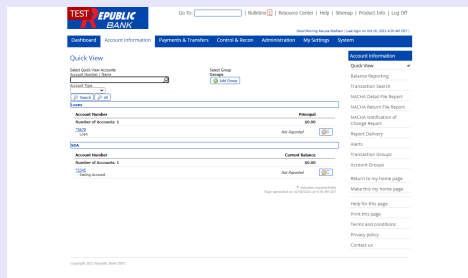 TEST REPUBLIC BANK
Go To: | Bulletins | Resource Center | Help | Sitemap | Product Info | Log Off
Dashboard Account Information Payments & Transfers Control & Recon Administration My Settings System
Quick View
Select Quick View Accounts
Account Number / Name
Account Type
Search All
Select Group
Groups
Add Group
Loans
Account Number Principal
Number of Accounts: 1 $0.00
Loan
Not Reported
Account Number Current Balance
Number of Accounts: 1 $0.00
Saving Account
Not Reported
* indicates required fields
Account Information
Quick View
Balance Reporting
Transaction Search
NACHA Detail File Report
NACHA Return File Report
NACHA Notification of
Change Report
Report Delivery
Alerts
Transaction Groups
Account Groups
Return to my home page
Make this my home page
Help for this page
Print this page
Terms and conditions
Privacy policy
Contact us